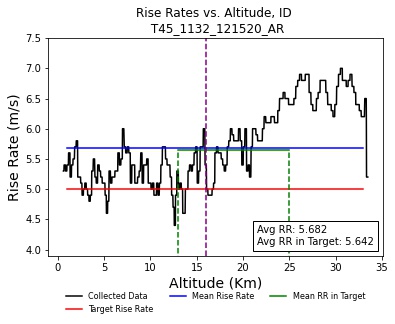 Rise Rates vs. Altitude, ID
T45_1132_121520_AR
Rise Rate (m/s)
7.5
7.0
6.5
6.0
5.5
5.0
4.5
4.0
Avg RR: 5.682
Avg RR in Target: 5.642
0 5 10 15 20 25 30 35
Altitude (Km)
Collected Data Mean Rise Rate Mean RR in Target
Target Rise Rate